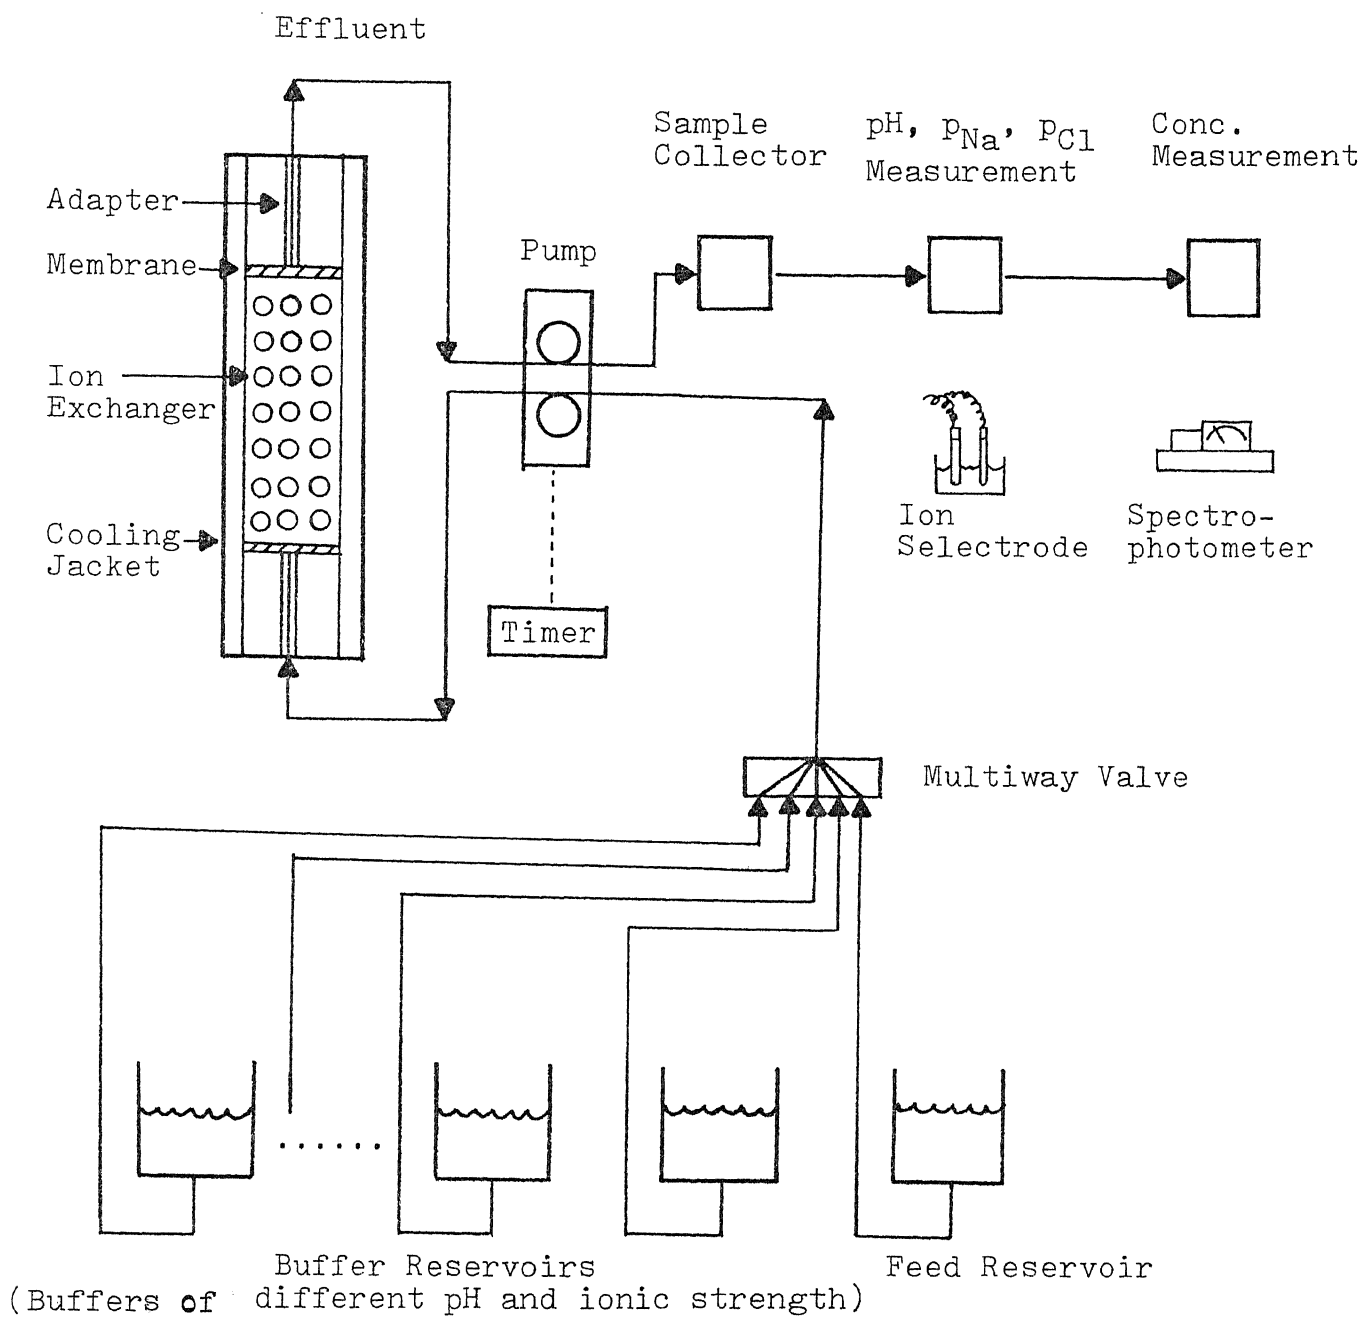 Effluent
Sample
Collector
pH, pNa, pCl
Measurement
Conc.
Measurement
Adapter
Membrane
Ion
Exchanger
Cooling
Jacket
Pump
Timer
Ion
Selectrode
Spectro-
photometer
Multiway Valve
Buffer Reservoirs
(Buffers of different pH and ionic strength)
Feed Reservoir